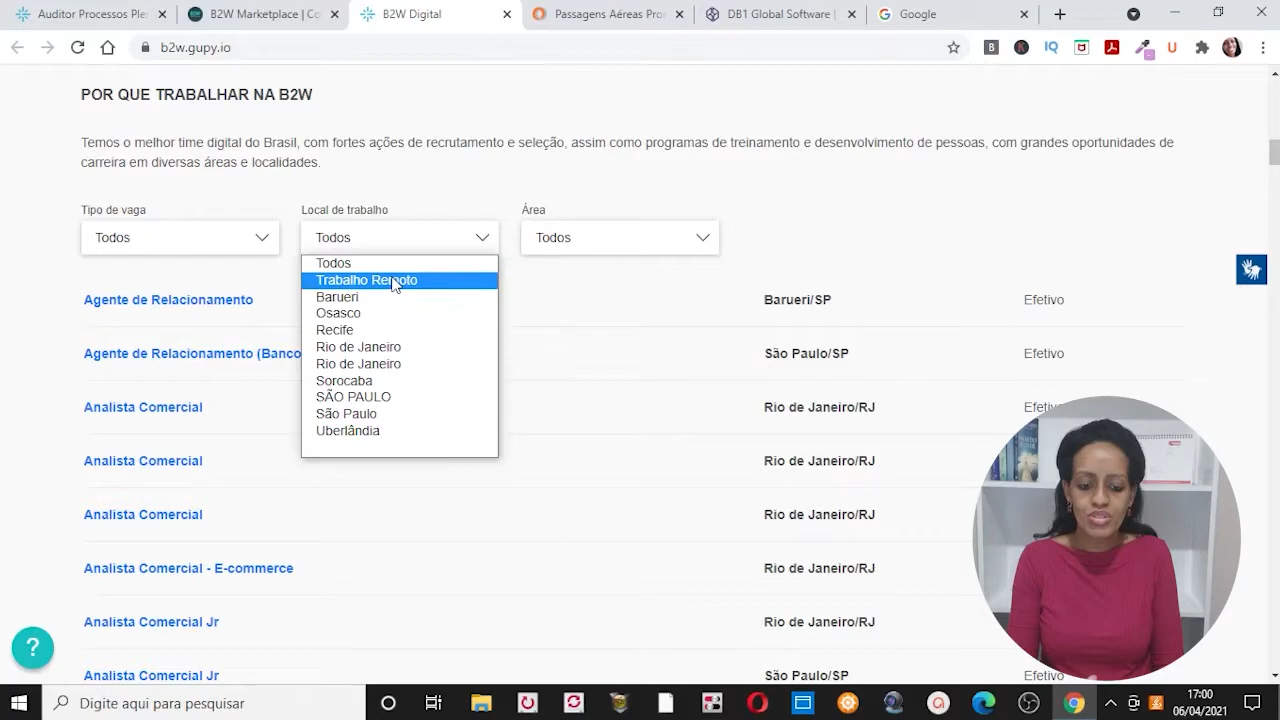 Auditor Processos Plen
B2W Marketplace | Co
B2W Digital
Passagens Aéreas Pro
DB1 Global Software |
Google
b2w.gupy.io
POR QUE TRABALHAR NA B2W
Temos o melhor time digital do Brasil, com fortes ações de recrutamento e seleção, assim como programas de treinamento e desenvolvimento de pessoas, com grandes oportunidades de
carreira em diversas áreas e localidades.
Tipo de vaga
Local de trabalho
Área
Todos
Todos
Todos
Todos
Trabalho Remoto
Barueri
Osasco
Recife
Rio de Janeiro
Rio de Janeiro
Sorocaba
SÃO PAULO
São Paulo
Uberlândia
Agente de Relacionamento
Barueri/SP
Efetivo
Agente de Relacionamento (Banco
São Paulo/SP
Efetivo
Analista Comercial
Rio de Janeiro/RJ
Efetivo
Analista Comercial
Rio de Janeiro/RJ
Analista Comercial
Rio de Janeiro/RJ
Analista Comercial - E-commerce
Rio de Janeiro/RJ
Analista Comercial Jr
Rio de Janeiro/RJ
Analista Comercial Jr
São Paulo/SP
Efetivo
?
Digite aqui para pesquisar
17:00
06/04/2021